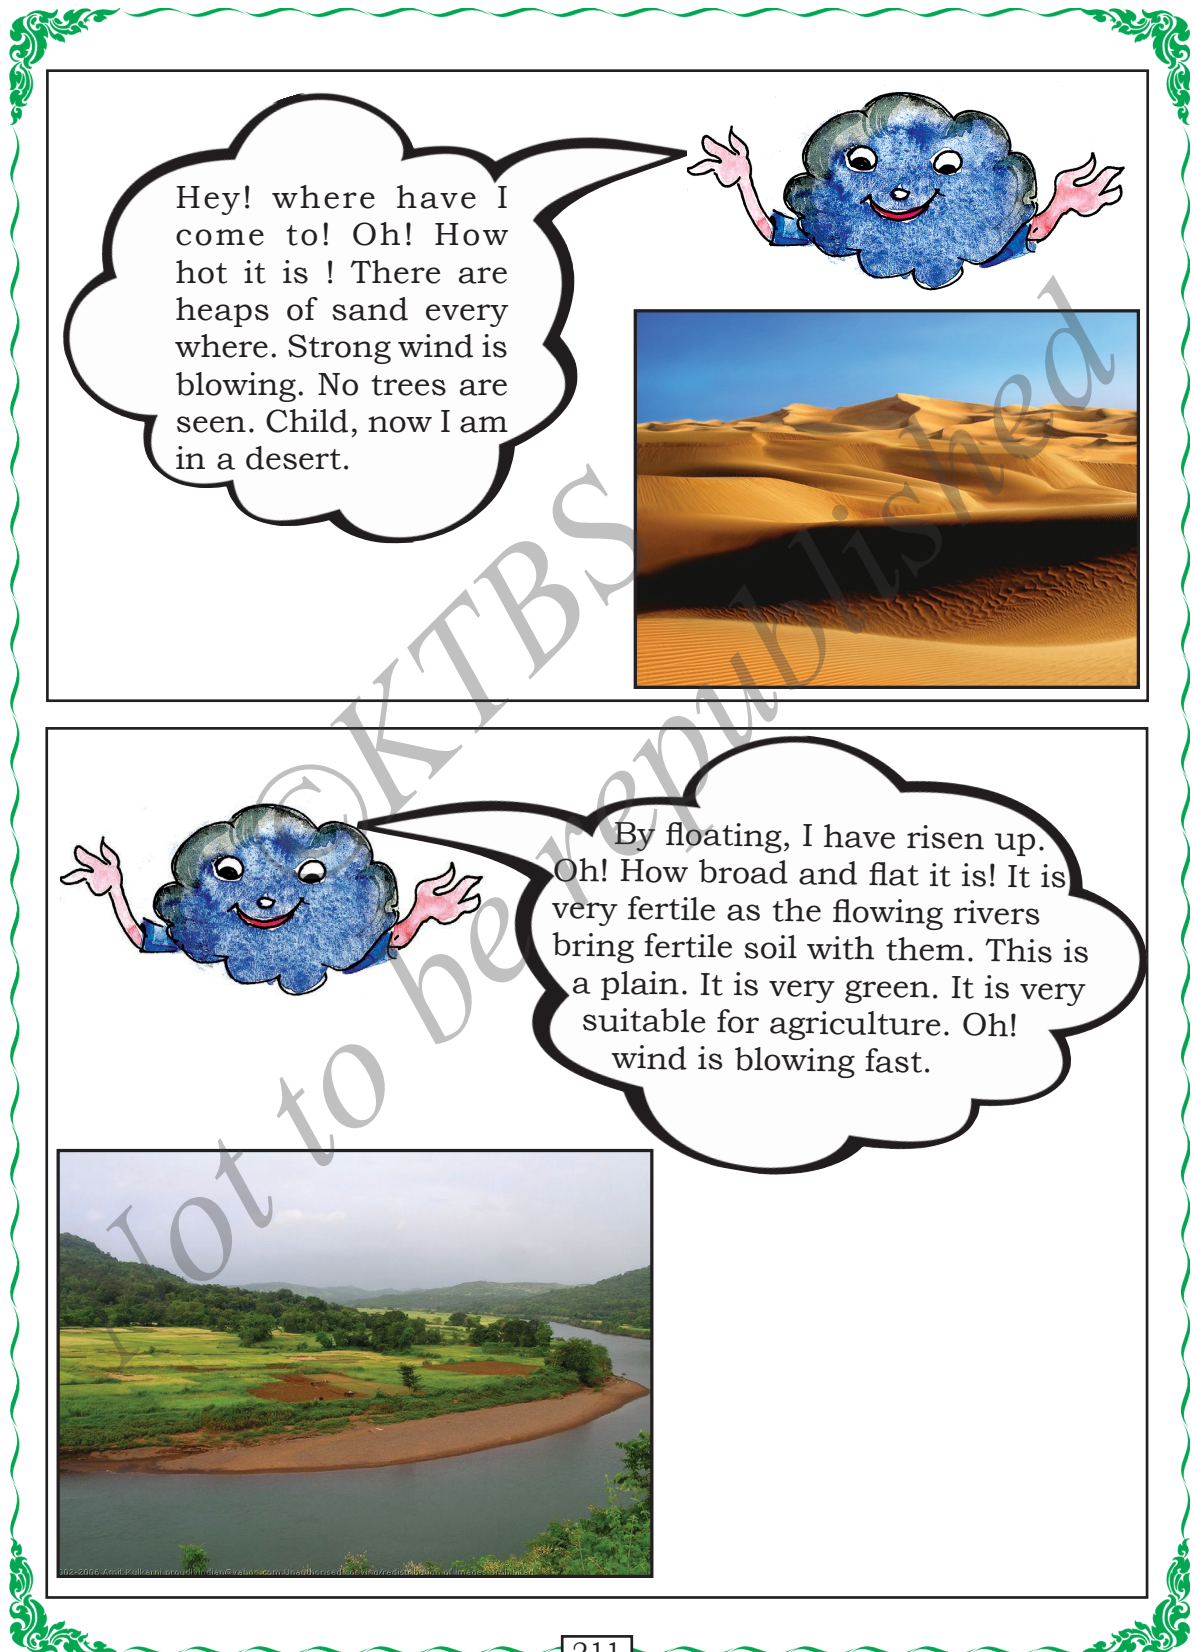 Hey! where have I
come to! Oh! How
hot it is ! There are
heaps of sand every
where. Strong wind is
blowing. No trees are
seen. Child, now I am
in a desert.
By floating, I have risen up.
Oh! How broad and flat it is! It is
very fertile as the flowing rivers
bring fertile soil with them. This is
a plain. It is very green. It is very
suitable for agriculture. Oh!
wind is blowing fast.
©KTBS
Not to be republished
211